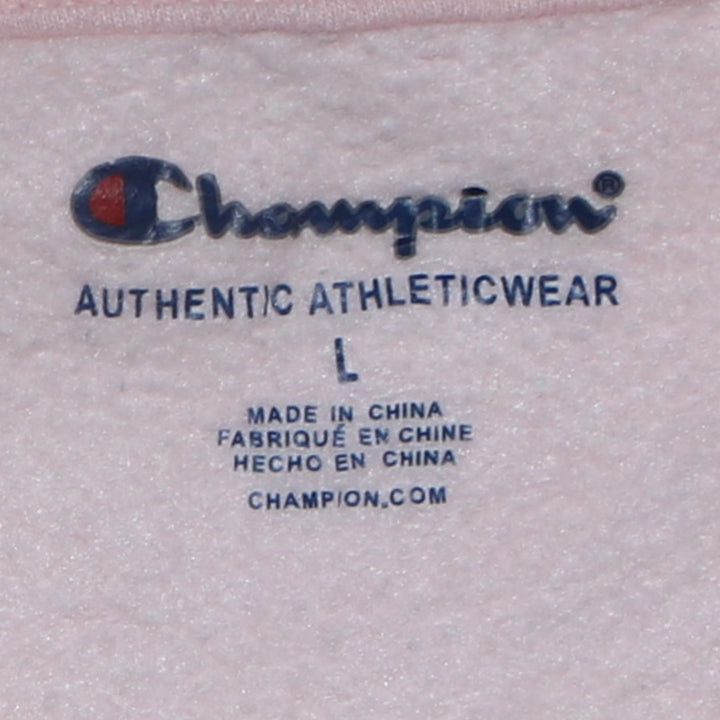 Champion®
AUTHENTIC ATHLETICWEAR
L
MADE IN CHINA
FABRIQUÉ EN CHINE
HECHO EN CHINA
CHAMPION.COM